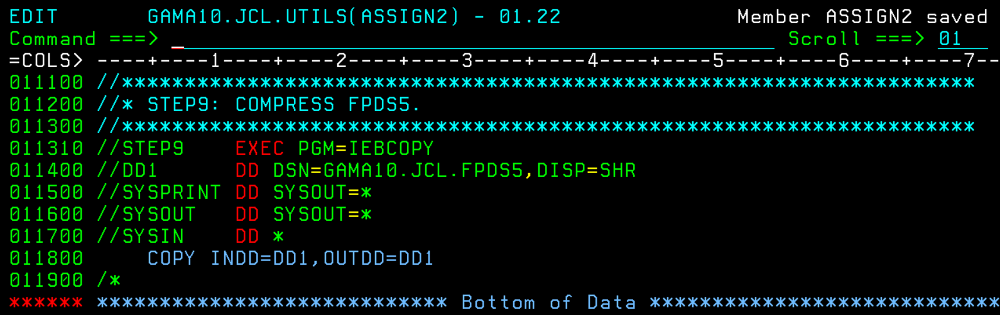 EDIT       GAMA10.JCL.UTILS(ASSIGN2) - 01.22              Member ASSIGN2 saved
Command ===> _ Scroll ===> 01
=COLS> ----+----1----+----2----+----3----+----4----+----5----+----6----+----7--
011100 //********************************************************************
011200 //* STEP9: COMPRESS FPDS5.
011300 //********************************************************************
011310 //STEP9    EXEC PGM=IEBCOPY
011400 //DD1      DD DSN=GAMA10.JCL.FPDS5,DISP=SHR
011500 //SYSPRINT DD SYSOUT=*
011600 //SYSOUT   DD SYSOUT=*
011700 //SYSIN    DD *
011800     COPY INDD=DD1,OUTDD=DD1
011900 /*
****** **************************** Bottom of Data ****************************